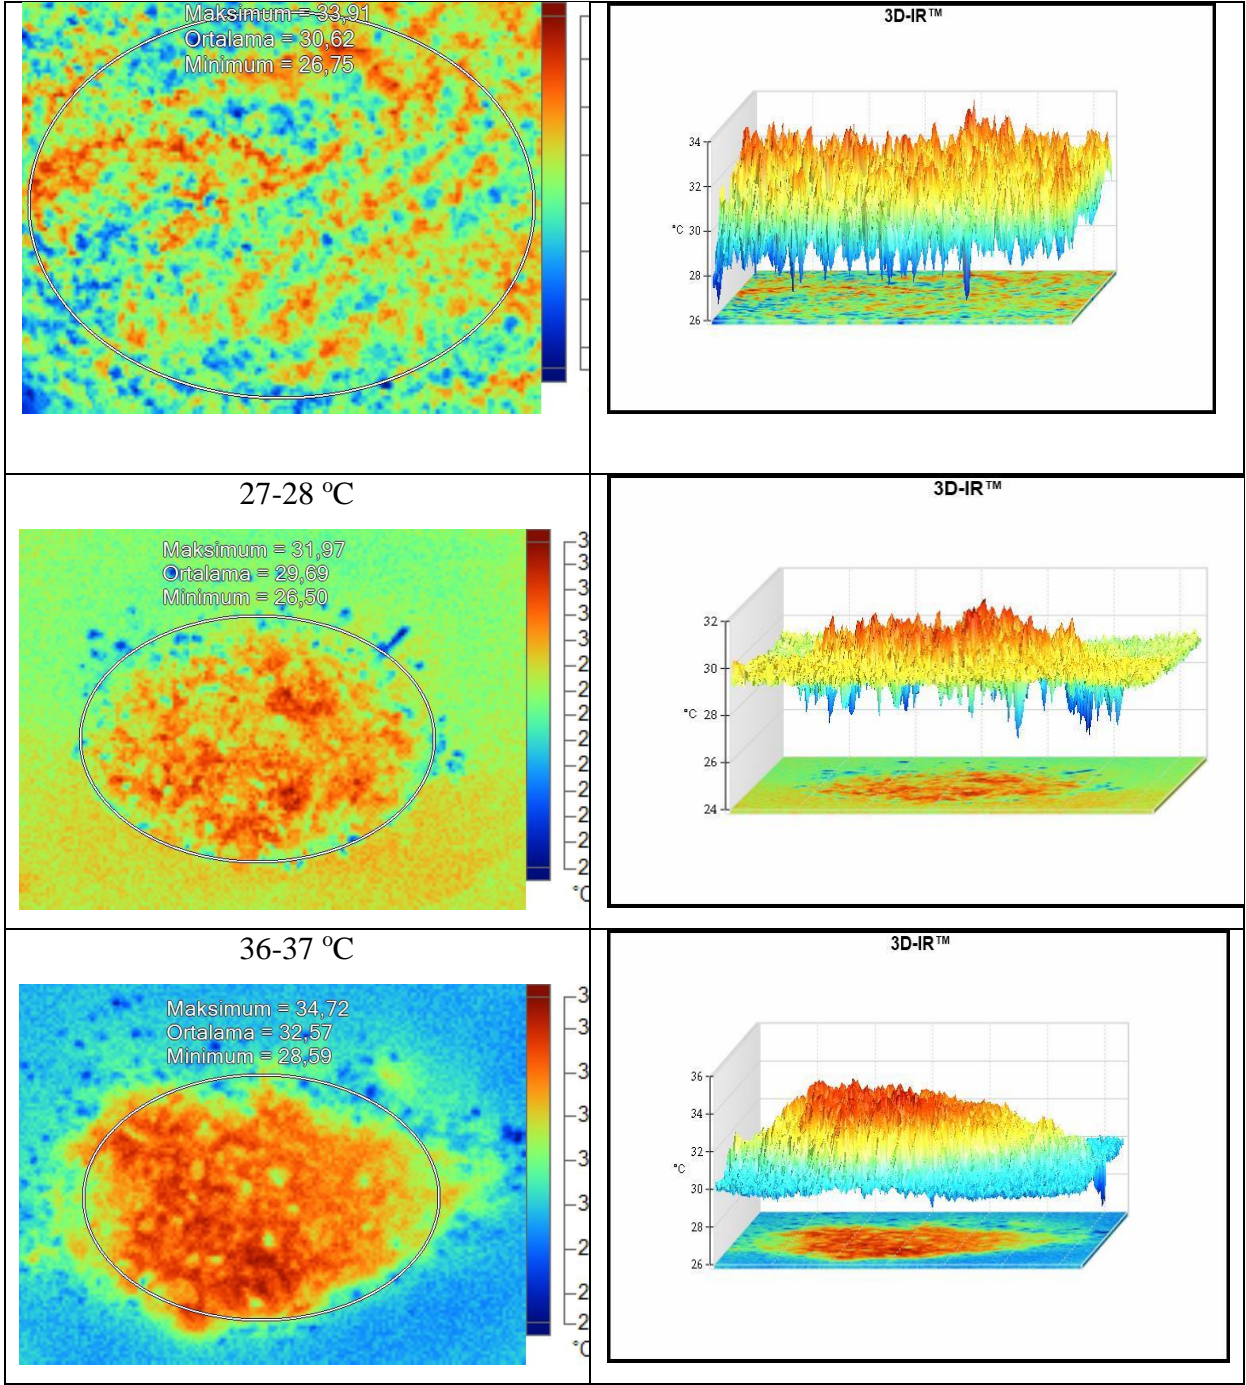 Maksimum = 33,91
Ortalama = 30,62
Minimum = 26,75
3D-IR™
34
32
°C 30
28
26
27-28 ºC
Maksimum = 31,97
Ortalama = 29,69
Minimum = 26,50
°C
3D-IR™
32
30
°C 28
26
24
36-37 ºC
Maksimum = 34,72
Ortalama = 32,57
Minimum = 28,59
°C
3D-IR™
36
34
32
°C
30
28
26